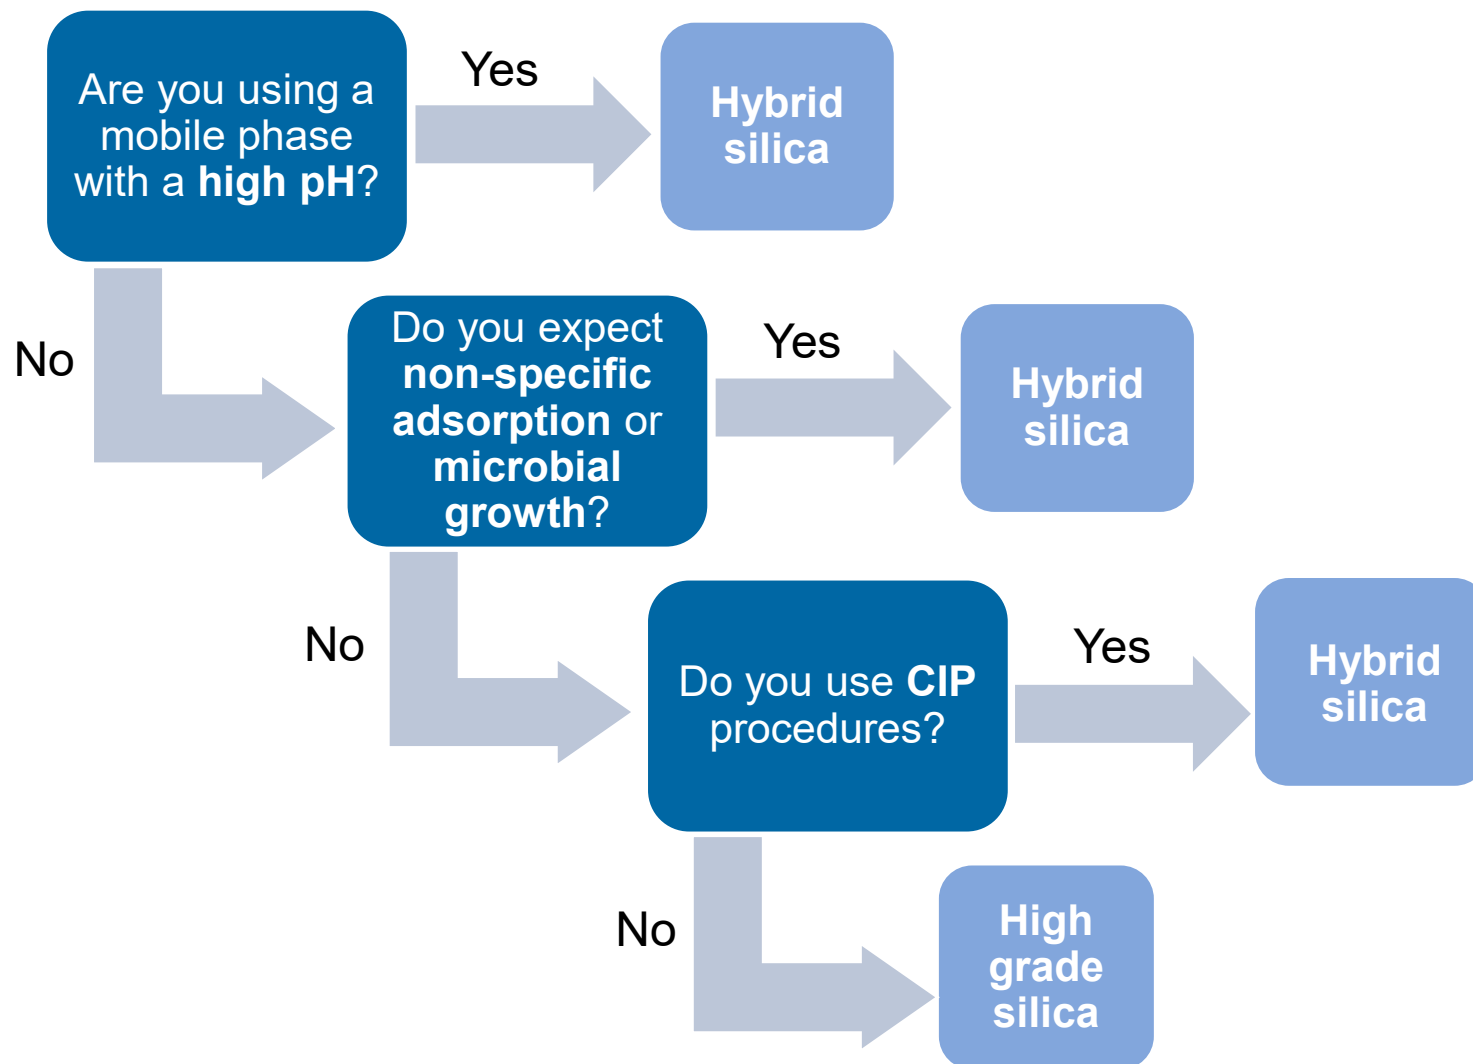 Are you using a
mobile phase
with a high pH?
Yes
Hybrid
silica
No
Do you expect
non-specific
adsorption or
microbial
growth?
Yes
Hybrid
silica
No
Do you use CIP
procedures?
Yes
Hybrid
silica
No
High
grade
silica